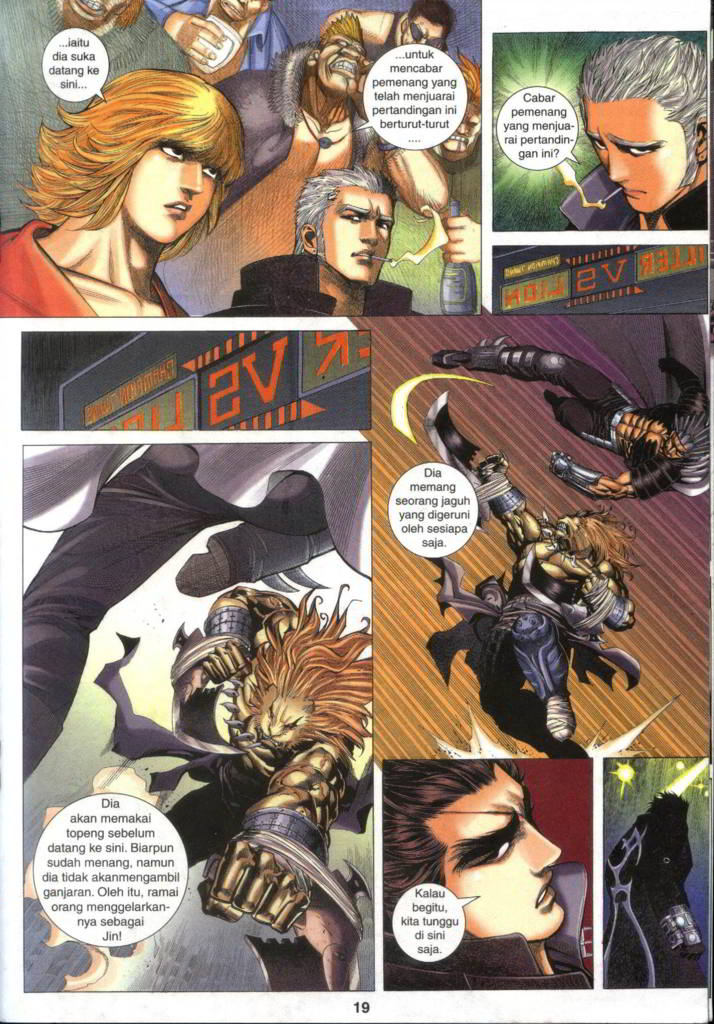 ...iaitu
dia suka
datang ke
sini...
...untuk
mencabar
pemenang yang
telah menjuarai
pertandingan ini
berturut-turut
....
Cabar
pemenang
yang menjua-
rai pertandin-
gan ini?
VS
LION
VS
Dia
memang
seorang jaguh
yang digeruni
oleh sesiapa
saja.
Dia
akan memakai
topeng sebelum
datang ke sini. Biarpun
sudah menang, namun
dia tidak akanmengambil
ganjaran. Oleh itu, ramai
orang menggelarkan-
nya sebagai
Jin!
Kalau
begitu,
kita tunggu
di sini
saja.
19